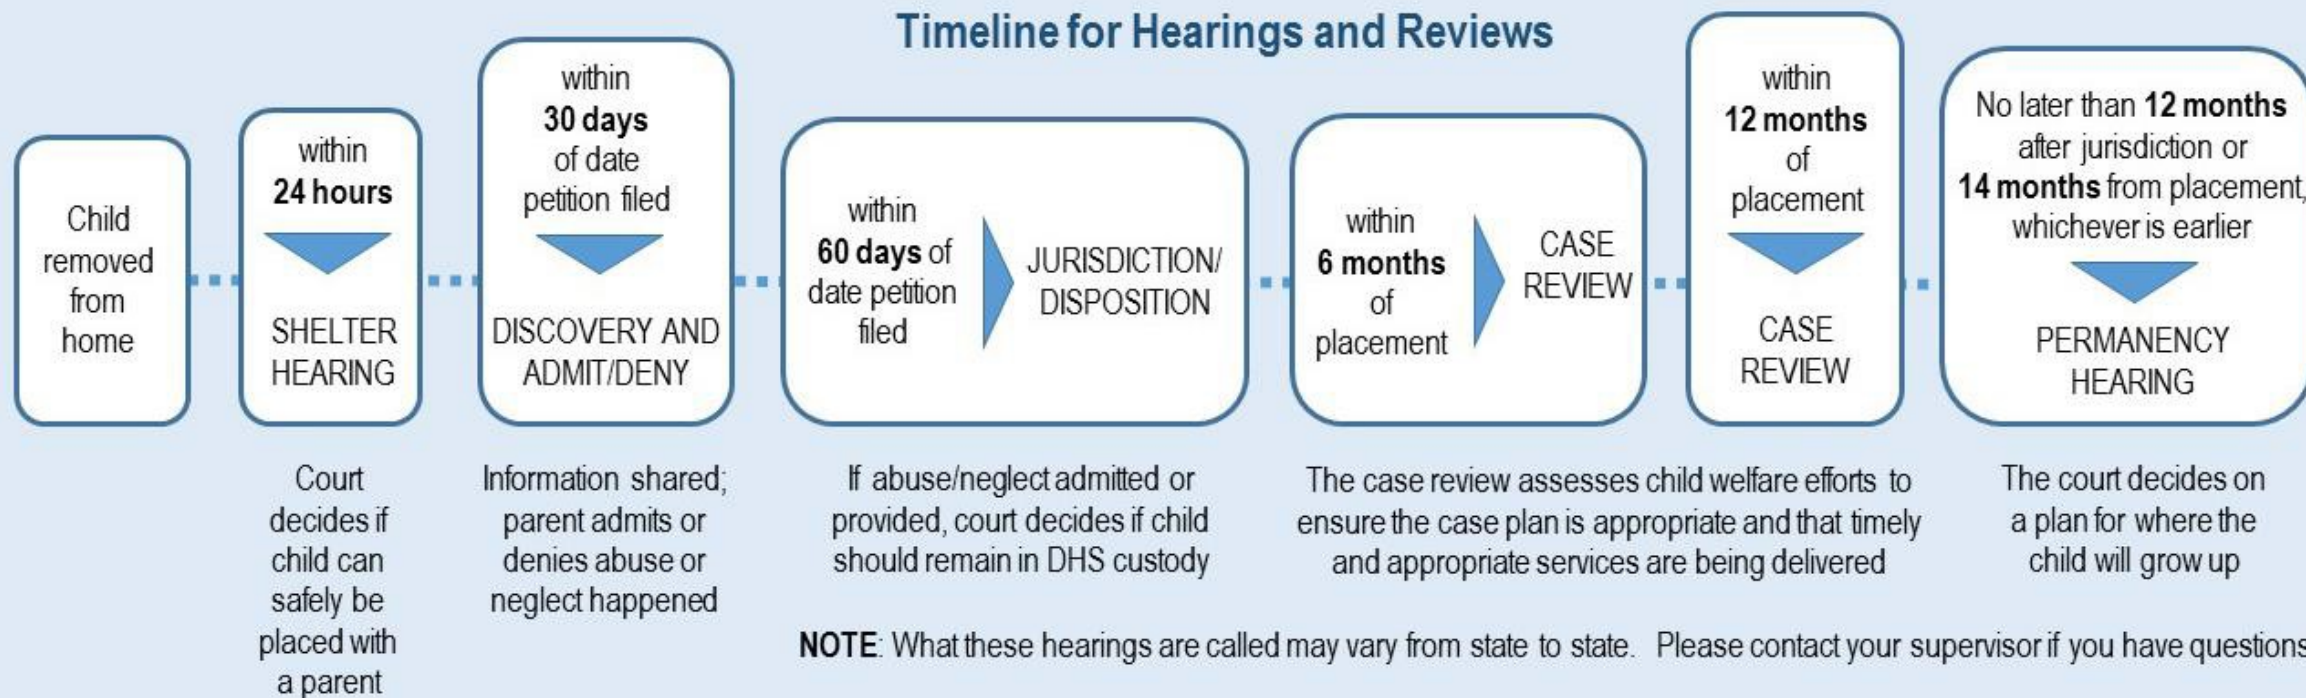 Timeline for Hearings and Reviews
Child
removed
from
home
within
24 hours
SHELTER
HEARING
Court
decides if
child can
safely be
placed with
a parent
within
30 days
of date
petition filed
DISCOVERY AND
ADMIT/DENY
Information shared;
parent admits or
denies abuse or
neglect happened
within
60 days of
date petition
filed
JURISDICTION/
DISPOSITION
If abuse/neglect admitted or
provided, court decides if child
should remain in DHS custody
within
6 months
of
placement
CASE
REVIEW
within
12 months
of
placement
CASE
REVIEW
The case review assesses child welfare efforts to
ensure the case plan is appropriate and that timely
and appropriate services are being delivered
No later than 12 months
after jurisdiction or
14 months from placement,
whichever is earlier
PERMANENCY
HEARING
The court decides on
a plan for where the
child will grow up
NOTE: What these hearings are called may vary from state to state. Please contact your supervisor if you have questions